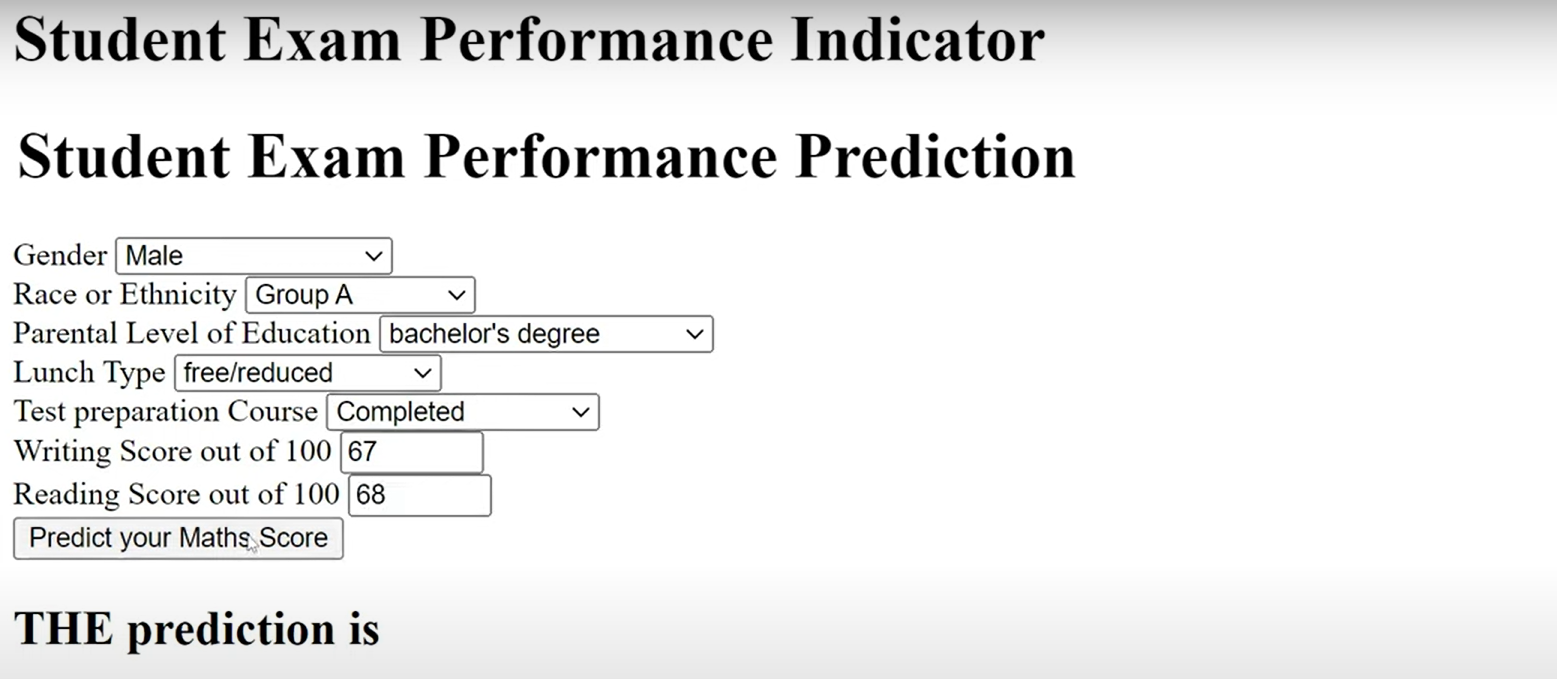 Student Exam Performance Indicator
Student Exam Performance Prediction
Gender Male
Race or Ethnicity Group A
Parental Level of Education bachelor's degree
Lunch Type free/reduced
Test preparation Course Completed
Writing Score out of 100 67
Reading Score out of 100 68
Predict your Maths Score
THE prediction is